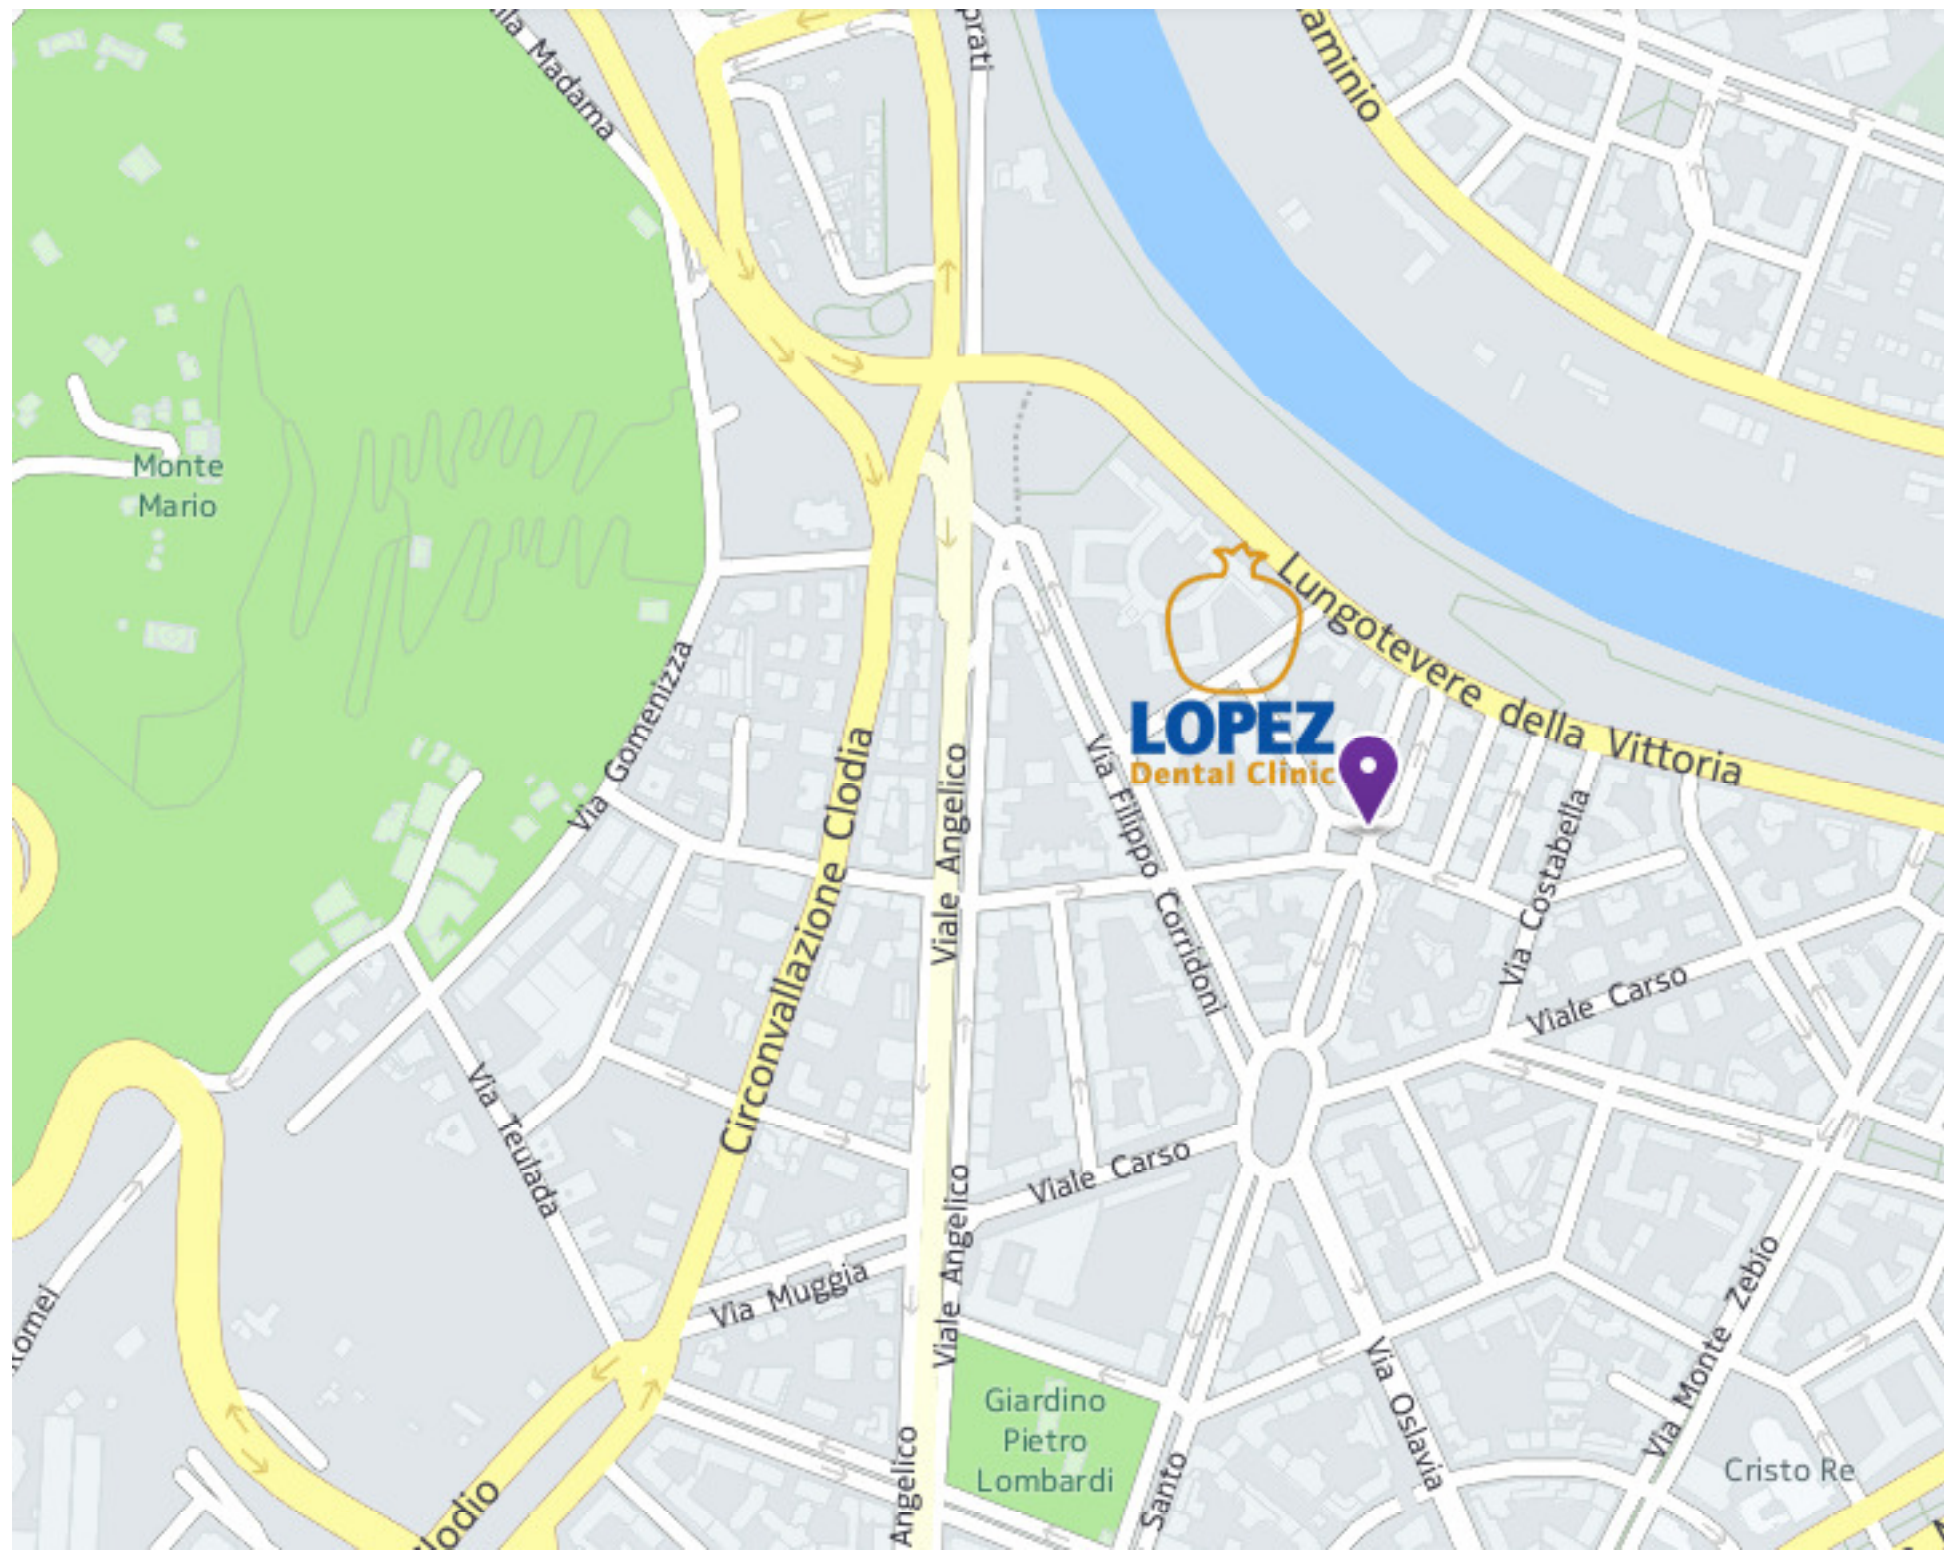 Madama
prati
aminio
Monte
Mario
Lungotevere della Vittoria
LOPEZ
Dental Clinic
Via Gomenizza
Circonvallazione Clodia
Viale Angelico
Via Filippo Corridoni
Via Costabella
Viale Carso
Via Teulada
Viale Carso
Viale Angelico
Via Muggia
Via Monte Zebio
Via Oslavia
Giardino
Pietro
Lombardi
Cristo Re
Angelico
Santo
lodio